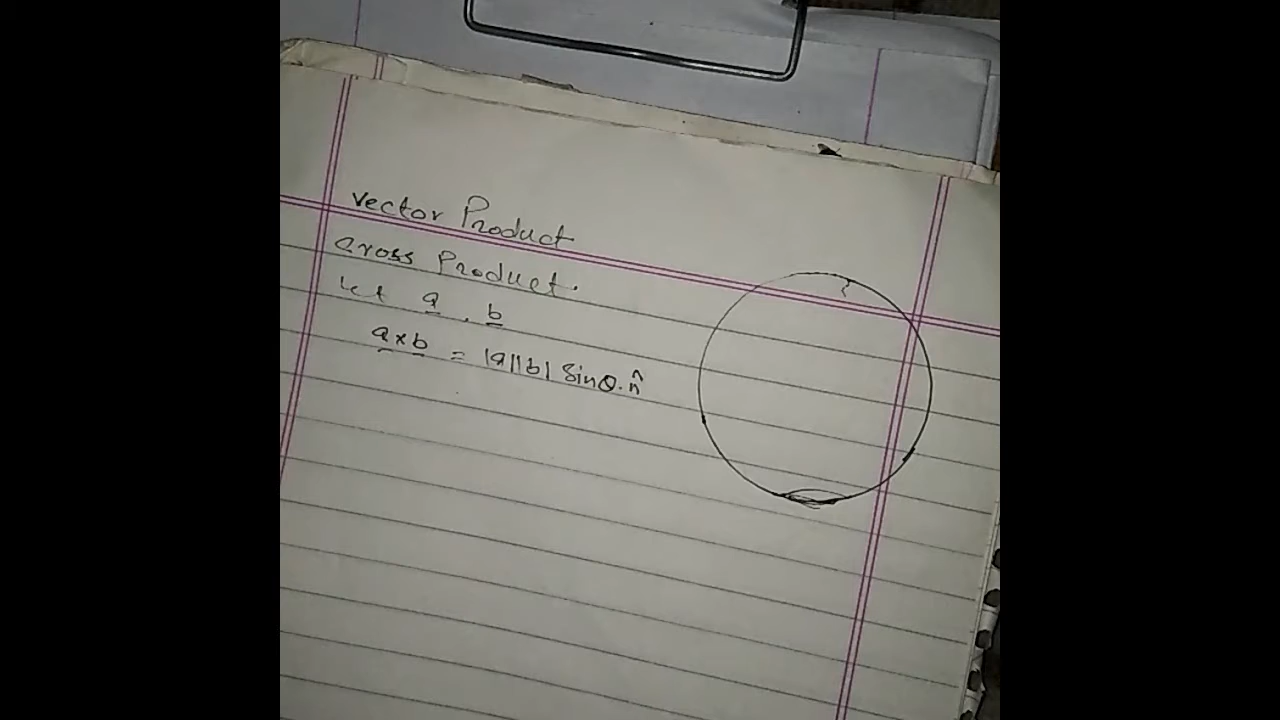 Vector Product
Cross Product.
Let a, b
a×b = |a||b| Sinθ.n̂